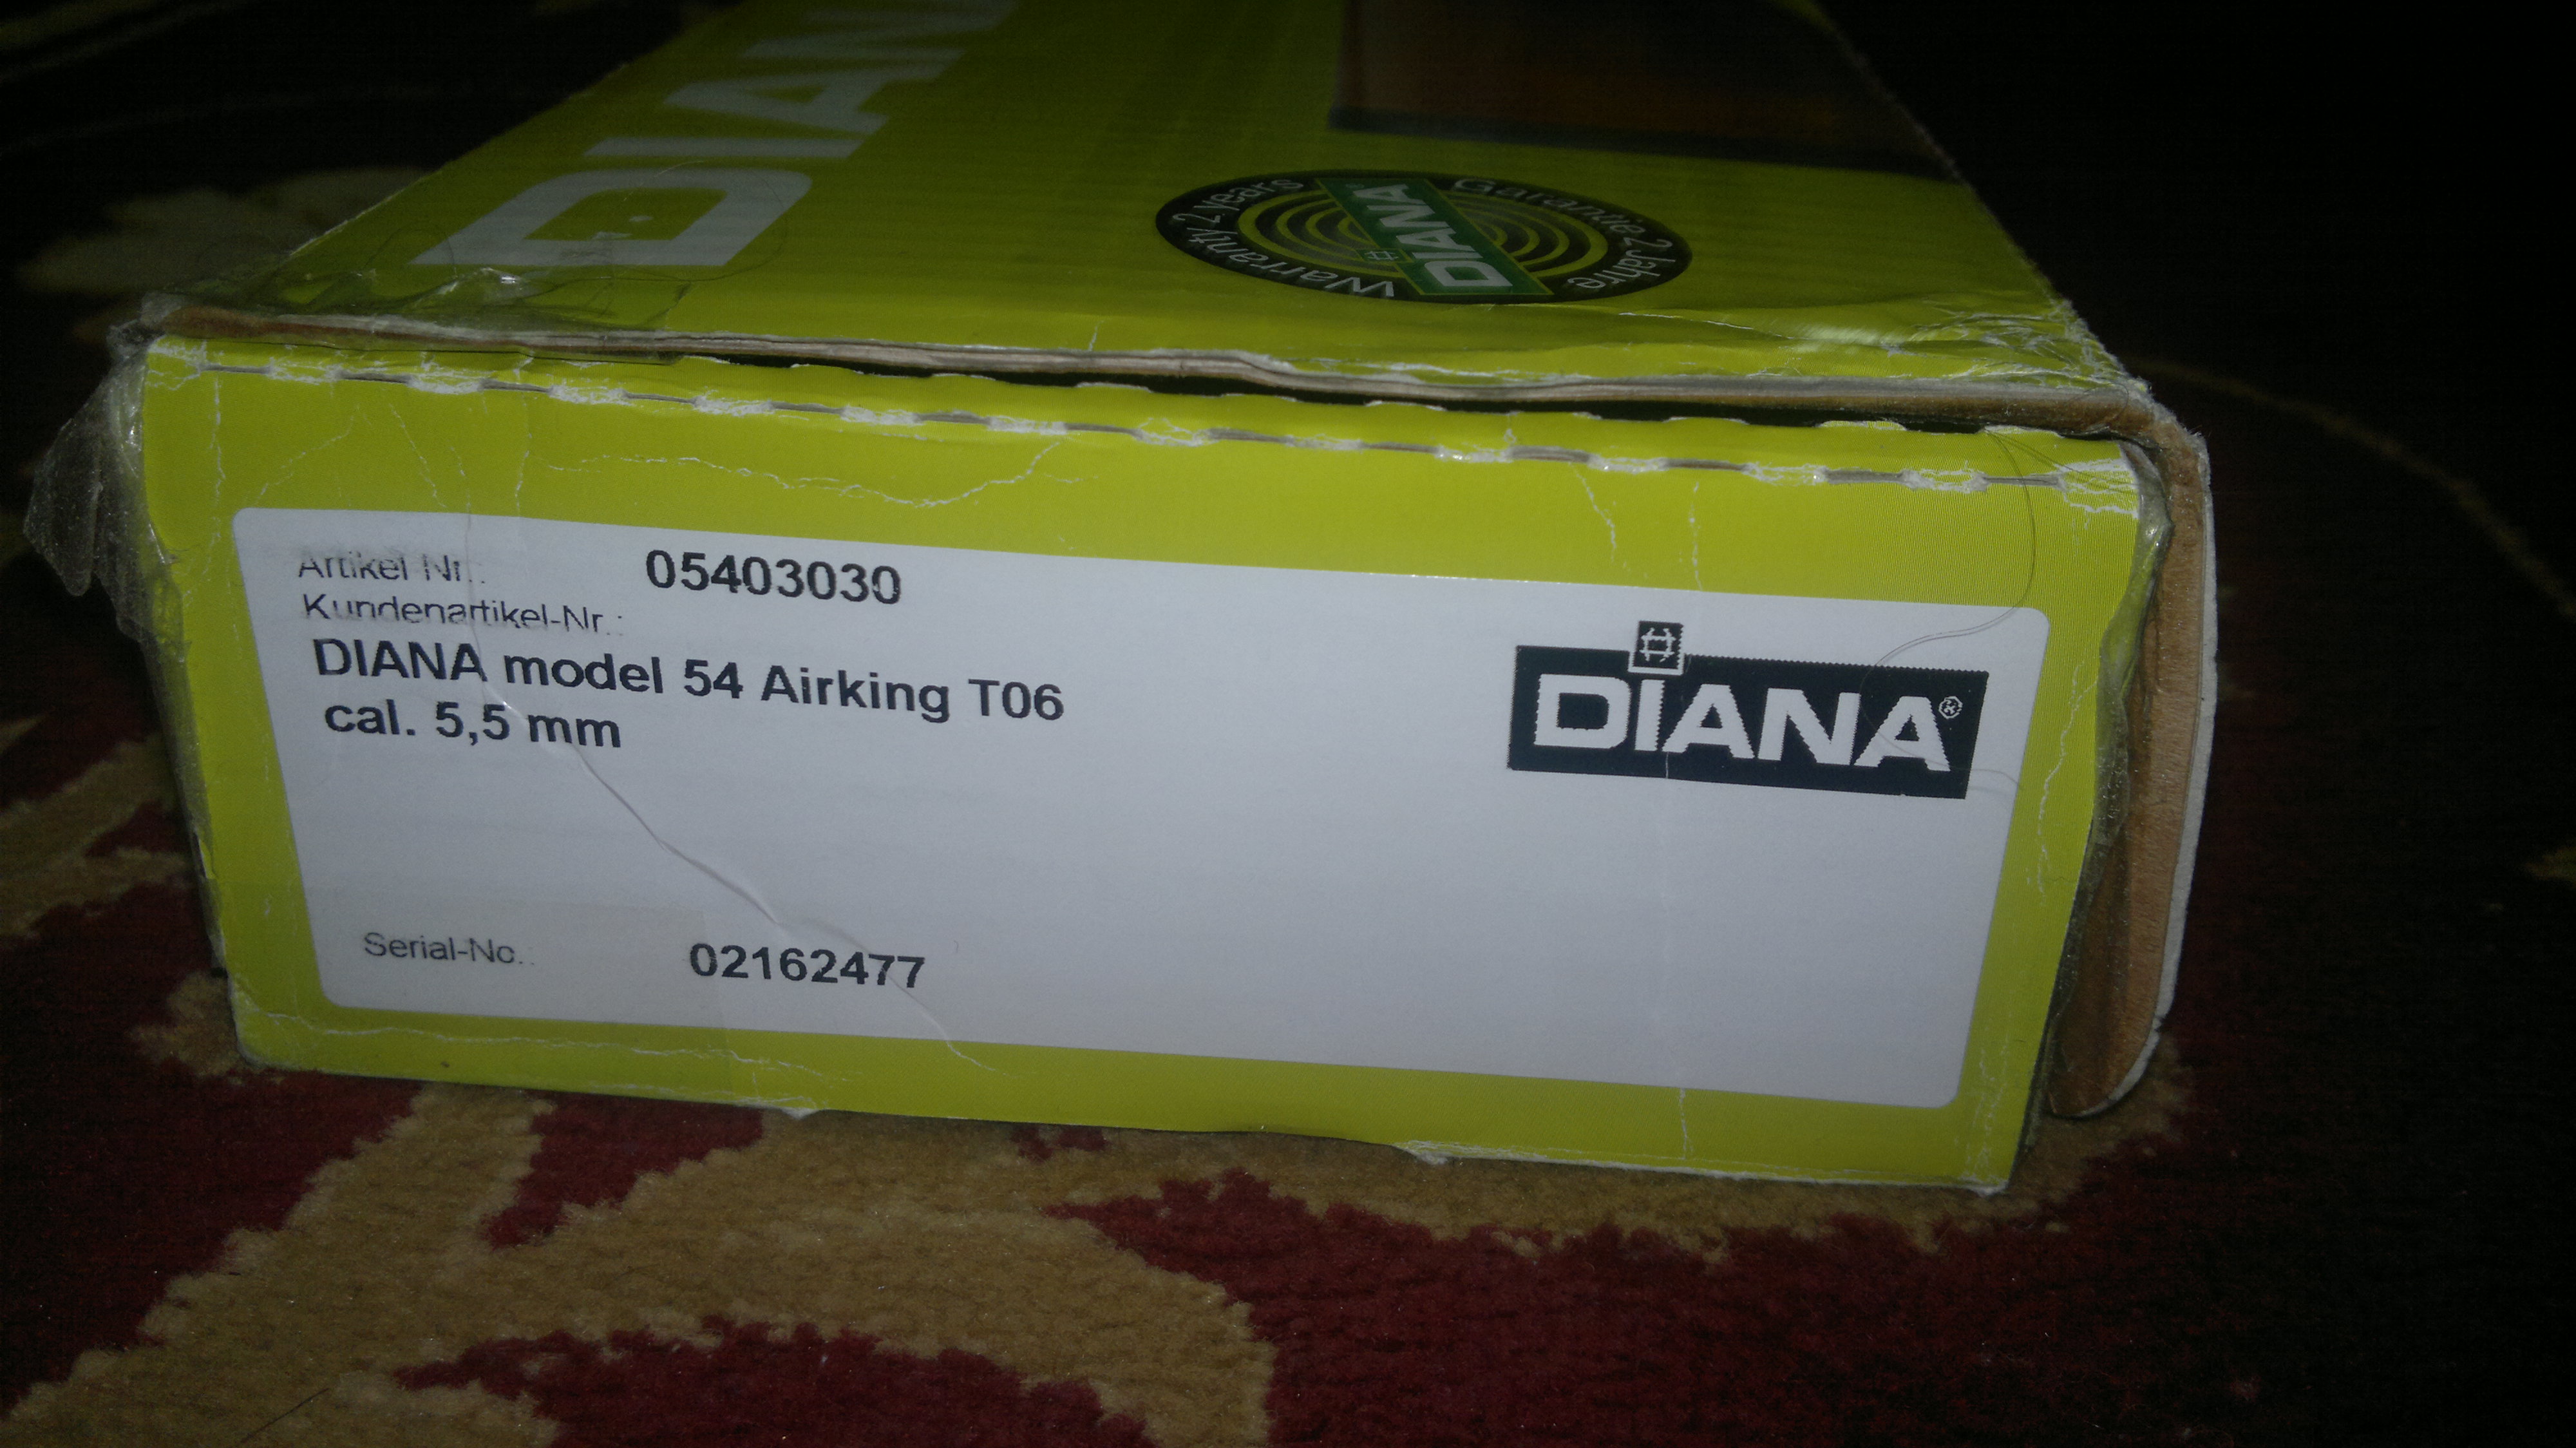 DIAN
Warranty 2 years
Garantie 2 Jahre
DIANA
Artikel Nr.: 05403030
Kundenartikel-Nr.:
DIANA model 54 Airking T06
cal. 5,5 mm
DIANA®
Serial-No.: 02162477